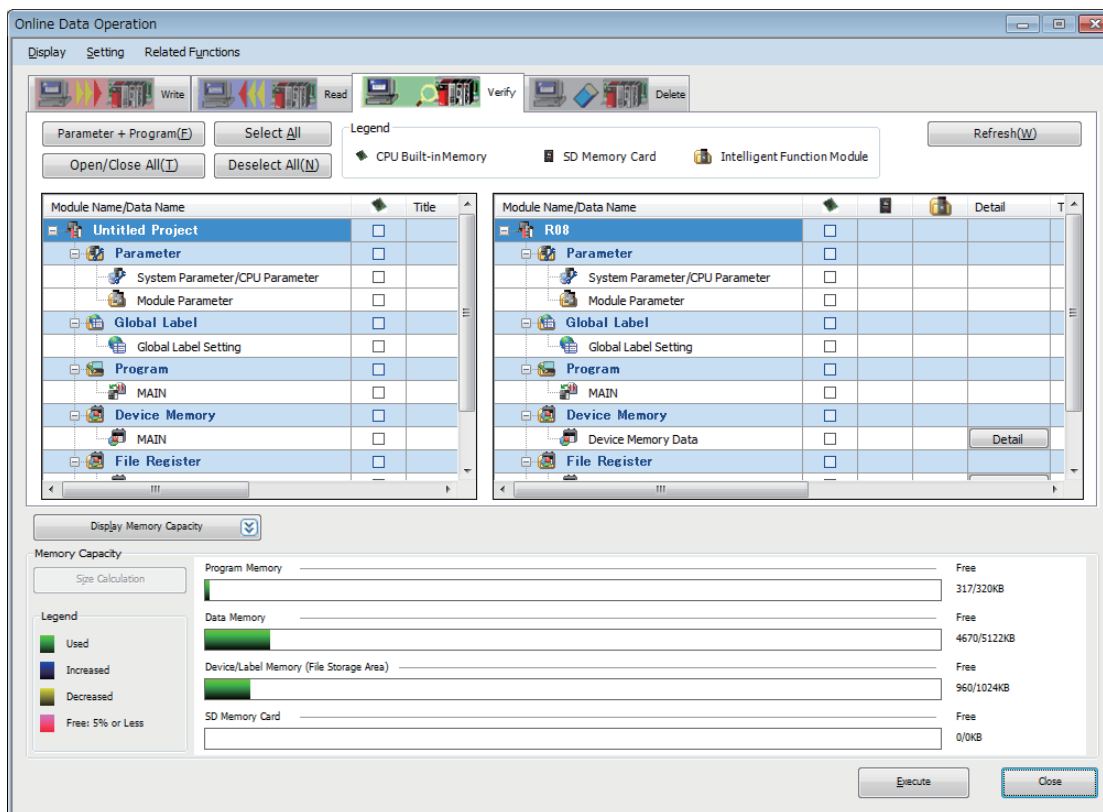 Online Data Operation
Display Setting Related Functions
Write Read Verify Delete
Parameter + Program(F) Select All Legend Refresh(W)
CPU Built-inMemory SD Memory Card Intelligent Function Module
Open/Close All(T) Deselect All(N)
Module Name/Data Name Title
Untitled Project
Parameter
System Parameter/CPU Parameter
Module Parameter
Global Label
Global Label Setting
Program
MAIN
Device Memory
MAIN
File Register
Module Name/Data Name Detail T
R08
Parameter
System Parameter/CPU Parameter
Module Parameter
Global Label
Global Label Setting
Program
MAIN
Device Memory
Device Memory Data Detail
File Register
Display Memory Capacity
Memory Capacity
Size Calculation
Legend
Used
Increased
Decreased
Free: 5% or Less
Program Memory Free
317/320KB
Data Memory Free
4670/5122KB
Device/Label Memory (File Storage Area) Free
960/1024KB
SD Memory Card Free
0/0KB
Execute Close